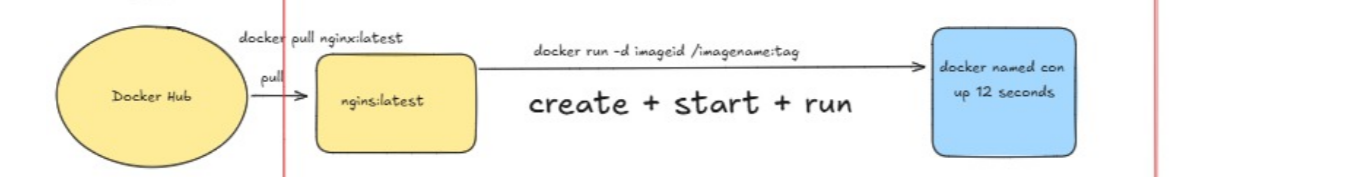 docker pull nginx:latest
pull
Docker Hub
ngins:latest
docker run -d imageid /imagename:tag
create + start + run
docker named con
up 12 seconds